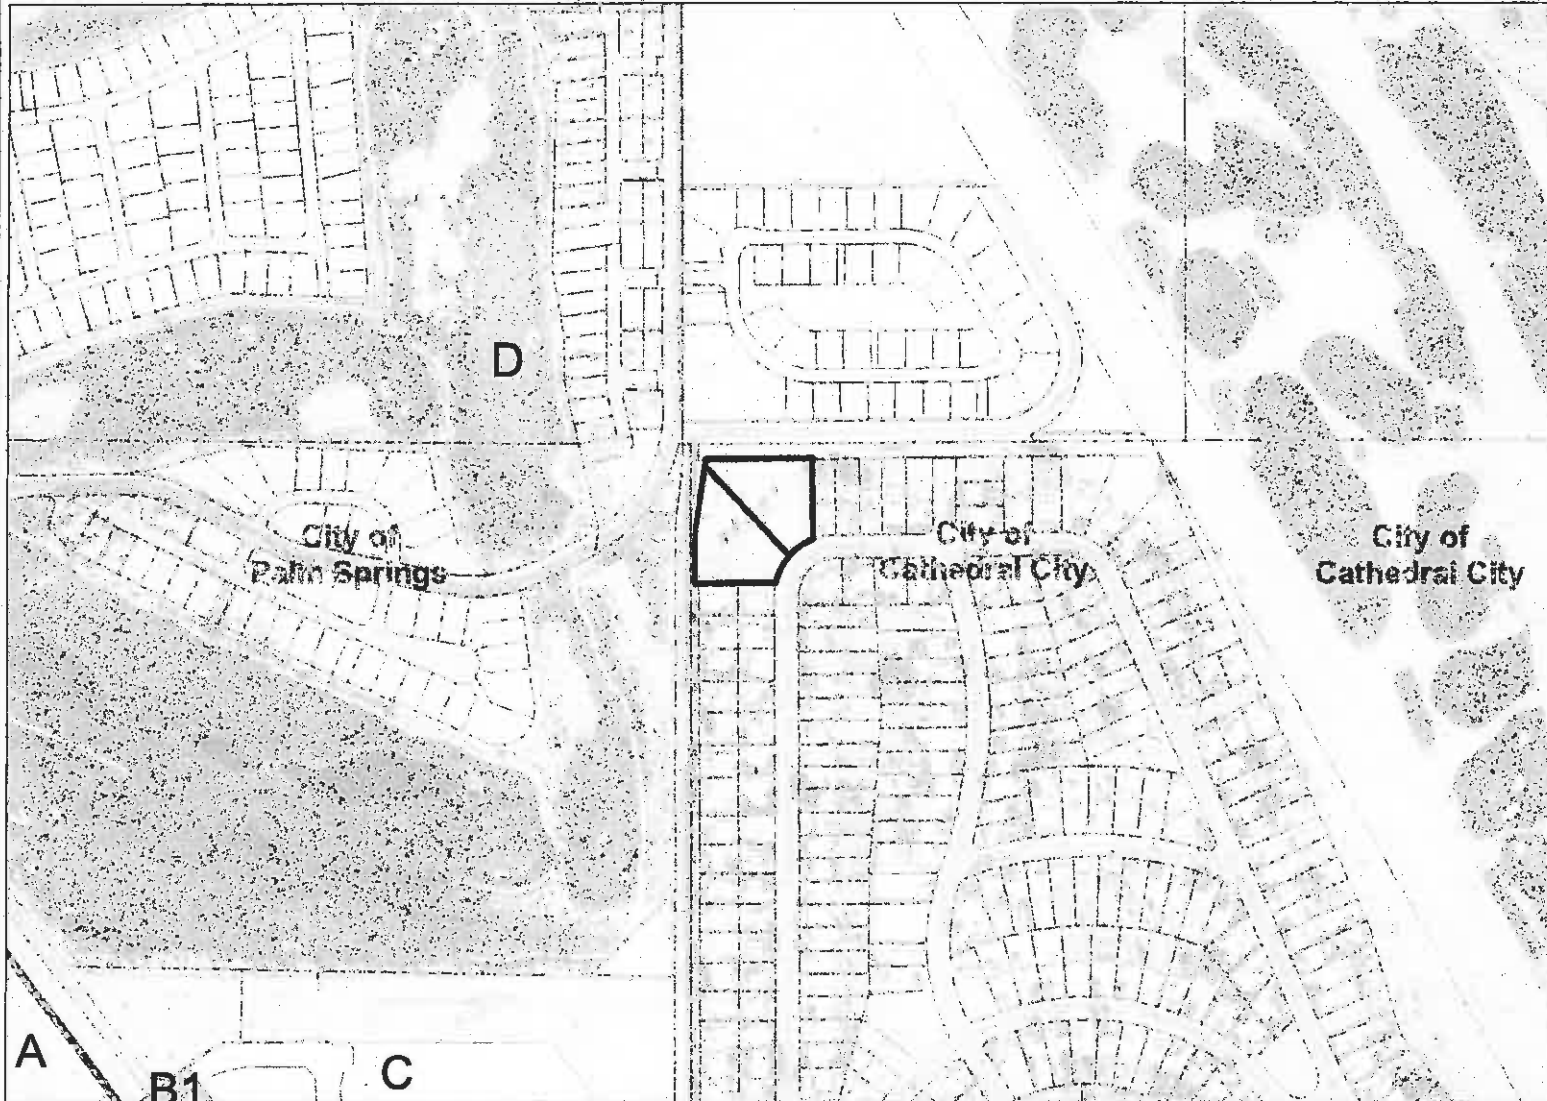 D
City of
Palm Springs
City of
Cathedral City
City of
Cathedral City
A
B1
C